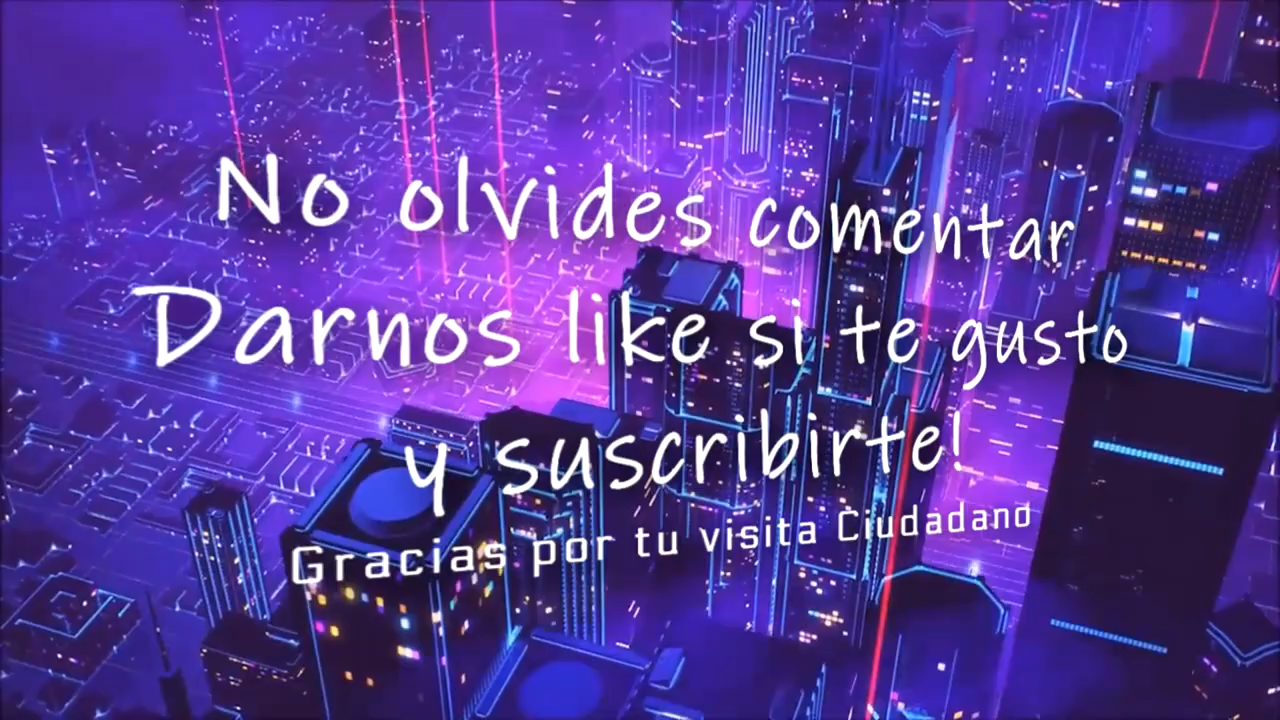 No olvides comentar
Darnos like si te gusto
y suscribirte!
Gracias por tu visita Ciudadano